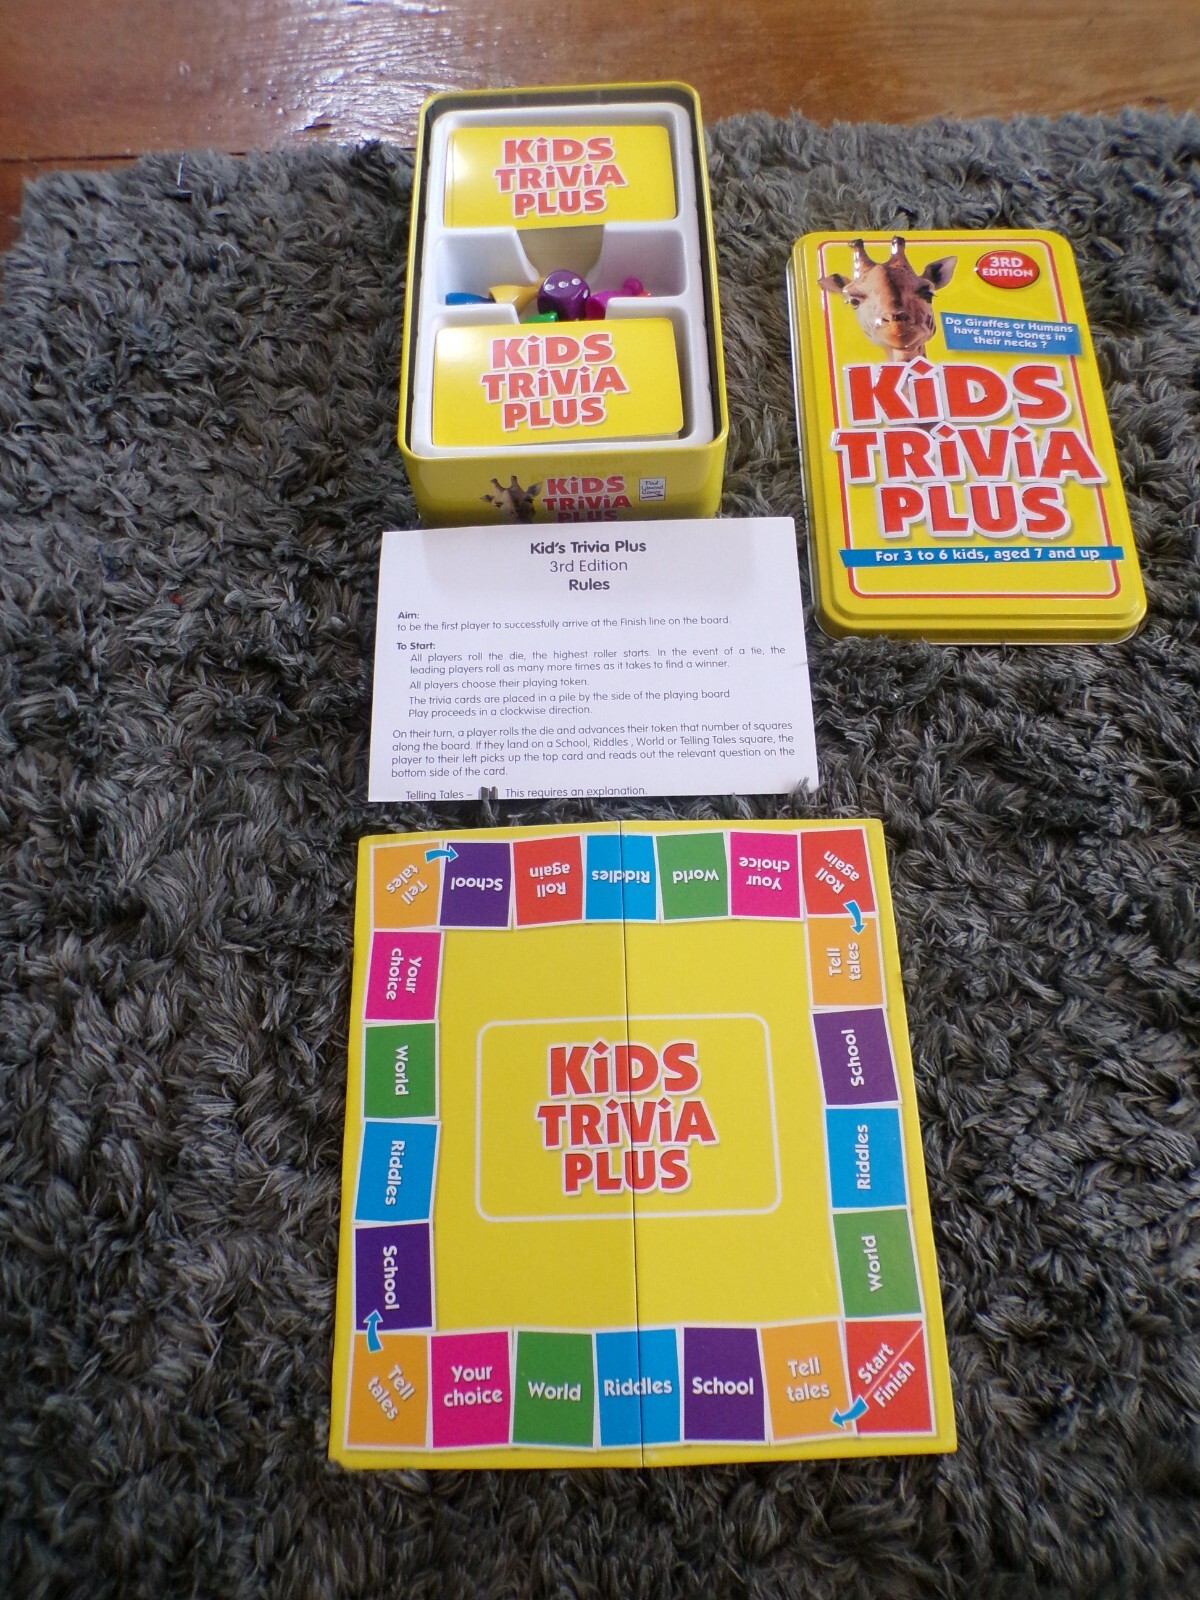 KiDS
TRiViA
PLUS
KiDS
TRiViA
PLUS
KiDS
TRiViA
PLUS
3RD
EDITION
Do Giraffes or Humans
have more bones in
their necks ?
KiDS
TRiViA
PLUS
For 3 to 6 kids, aged 7 and up
Kid's Trivia Plus
3rd Edition
Rules
Aim:
to be the first player to successfully arrive at the Finish line on the board.
To Start:
All players roll the die, the highest roller starts. In the event of a tie, the
leading players roll as many more times as it takes to find a winner.
All players choose their playing token.
The trivia cards are placed in a pile by the side of the playing board
Play proceeds in a clockwise direction.
On their turn, a player rolls the die and advances their token that number of squares
along the board. If they land on a School, Riddles , World or Telling Tales square, the
player to their left picks up the top card and reads out the relevant question on the
bottom side of the card.
Telling Tales – This requires an explanation.
Tell
tales
School
Roll
again
Riddles
World
Your
choice
Roll
again
Your
choice
World
Riddles
School
Tell
tales
School
Riddles
World
KiDS
TRiViA
PLUS
Tell
tales
Your
choice
World
Riddles
School
Tell
tales
Start
Finish